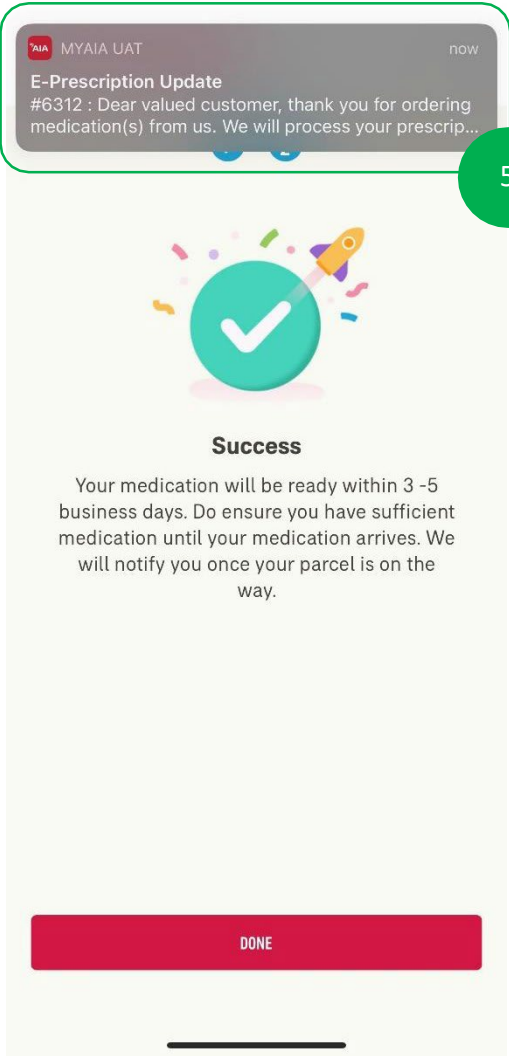 AIA MYAIA UAT now
E-Prescription Update
#6312 : Dear valued customer, thank you for ordering
medication(s) from us. We will process your prescrip...
2
5
Success
Your medication will be ready within 3 -5
business days. Do ensure you have sufficient
medication until your medication arrives. We
will notify you once your parcel is on the
way.
DONE